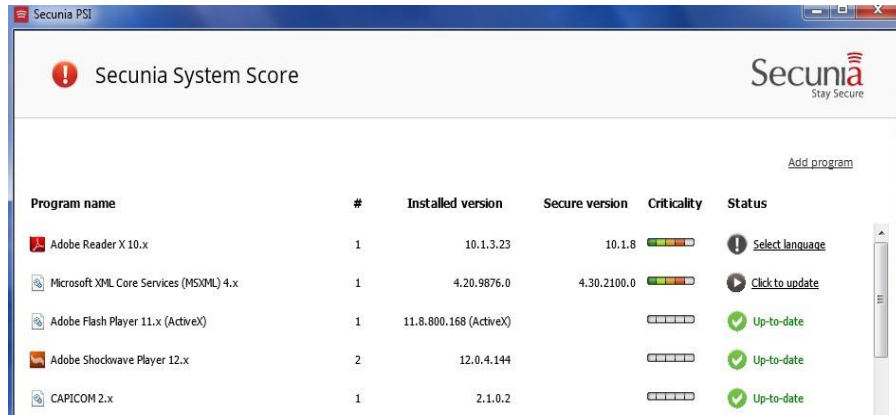 Secunia PSI
Secunia System Score
Secunia
Stay Secure
Add program
Program name # Installed version Secure version Criticality Status
Adobe Reader X 10.x 1 10.1.3.23 10.1.8 Select language
Microsoft XML Core Services (MSXML) 4.x 1 4.20.9876.0 4.30.2100.0 Click to update
Adobe Flash Player 11.x (ActiveX) 1 11.8.800.168 (ActiveX) Up-to-date
Adobe Shockwave Player 12.x 2 12.0.4.144 Up-to-date
CAPICOM 2.x 1 2.1.0.2 Up-to-date